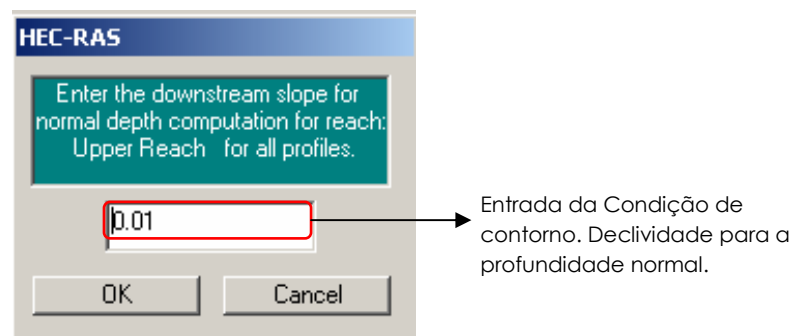 HEC-RAS
Enter the downstream slope for
normal depth computation for reach:
Upper Reach for all profiles.
0.01
OK
Cancel
Entrada da Condição de
contorno. Declividade para a
profundidade normal.